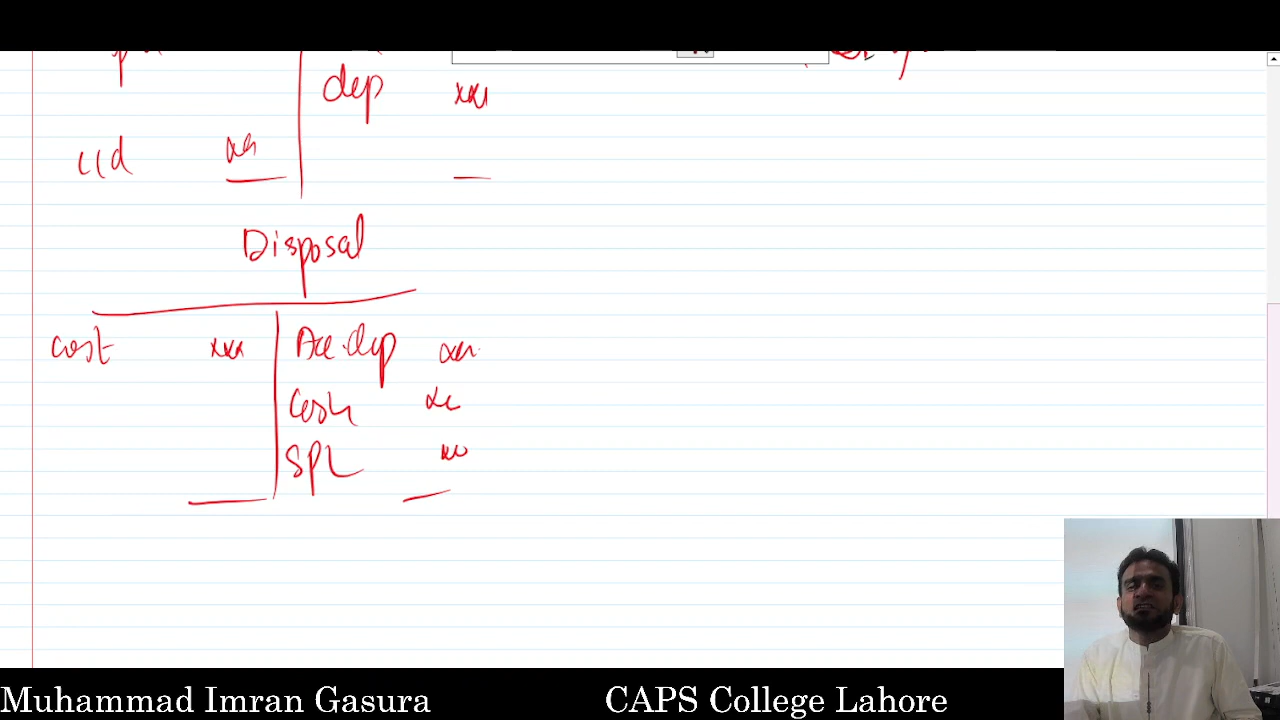 dep xxx
c/d xx
Disposal
cost xxx Acc.dep xxx
Cash xx
SPL xx
Muhammad Imran Gasura CAPS College Lahore